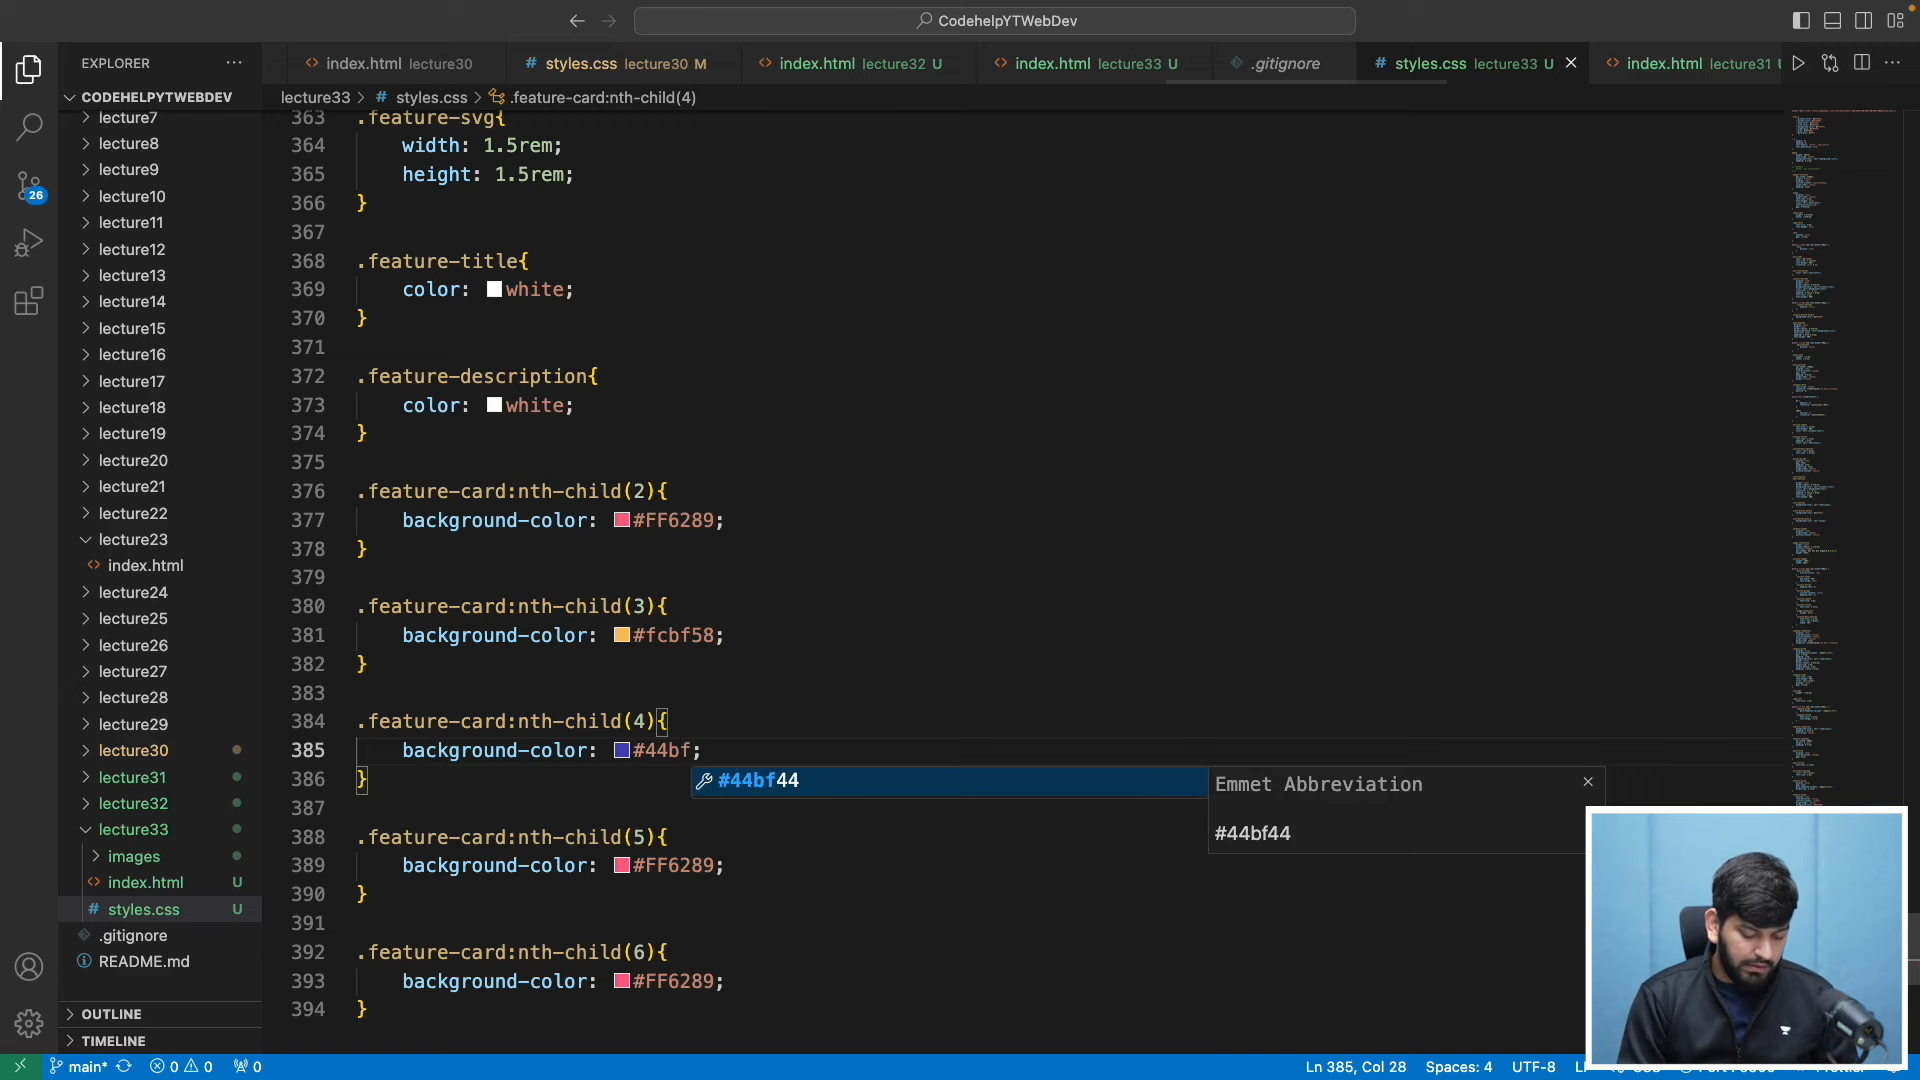 CodehelpYTWebDev
EXPLORER
index.html lecture30
# styles.css lecture30 M
index.html lecture32 U
index.html lecture33 U
.gitignore
# styles.css lecture33 U
index.html lecture31
CODEHELPYTWEBDEV
lecture33 > # styles.css > .feature-card:nth-child(4)
lecture7
lecture8
lecture9
lecture10
lecture11
lecture12
lecture13
lecture14
lecture15
lecture16
lecture17
lecture18
lecture19
lecture20
lecture21
lecture22
lecture23
index.html
lecture24
lecture25
lecture26
lecture27
lecture28
lecture29
lecture30
lecture31
lecture32
lecture33
images
index.html U
# styles.css U
.gitignore
README.md
OUTLINE
TIMELINE
26
363 .feature-svg{
364 width: 1.5rem;
365 height: 1.5rem;
366 }
367
368 .feature-title{
369 color: white;
370 }
371
372 .feature-description{
373 color: white;
374 }
375
376 .feature-card:nth-child(2){
377 background-color: #FF6289;
378 }
379
380 .feature-card:nth-child(3){
381 background-color: #fcbf58;
382 }
383
384 .feature-card:nth-child(4){
385 background-color: #44bf;
386 }
#44bf44
Emmet Abbreviation
#44bf44
387
388 .feature-card:nth-child(5){
389 background-color: #FF6289;
390 }
391
392 .feature-card:nth-child(6){
393 background-color: #FF6289;
394 }
main* 0 0 0
Ln 385, Col 28 Spaces: 4 UTF-8